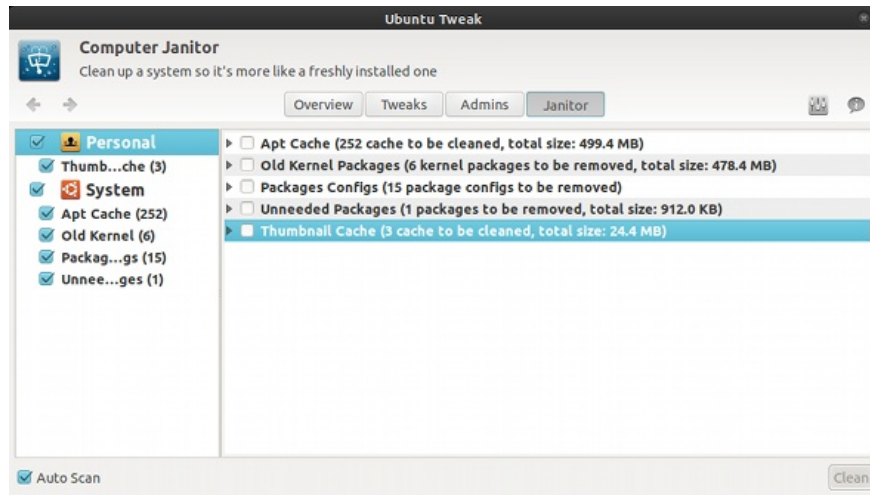 Ubuntu Tweak
Computer Janitor
Clean up a system so it's more like a freshly installed one
Overview Tweaks Admins Janitor
Personal
Thumb...che (3)
System
Apt Cache (252)
Old Kernel (6)
Packag...gs (15)
Unnee...ges (1)
Apt Cache (252 cache to be cleaned, total size: 499.4 MB)
Old Kernel Packages (6 kernel packages to be removed, total size: 478.4 MB)
Packages Configs (15 package configs to be removed)
Unneeded Packages (1 packages to be removed, total size: 912.0 KB)
Thumbnail Cache (3 cache to be cleaned, total size: 24.4 MB)
Auto Scan
Clean